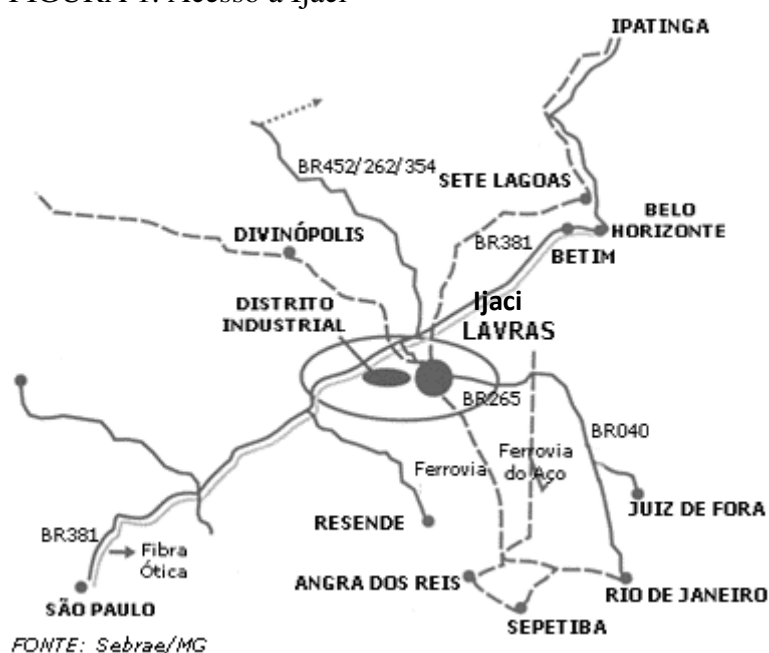 FIGURA 1: Acesso a Ijaci
IPATINGA
BR452/262/354
SETE LAGOAS
BELO
HORIZONTE
DIVINÓPOLIS
BR381
BETIM
Ijaci
LAVRAS
DISTRITO
INDUSTRIAL
BR265
BR040
Ferrovia
Ferrovia
do Aço
JUIZ DE FORA
RESENDE
BR381
Fibra
Ótica
ANGRA DOS REIS
RIO DE JANEIRO
SÃO PAULO
SEPETIBA
FONTE: Sebrae/MG